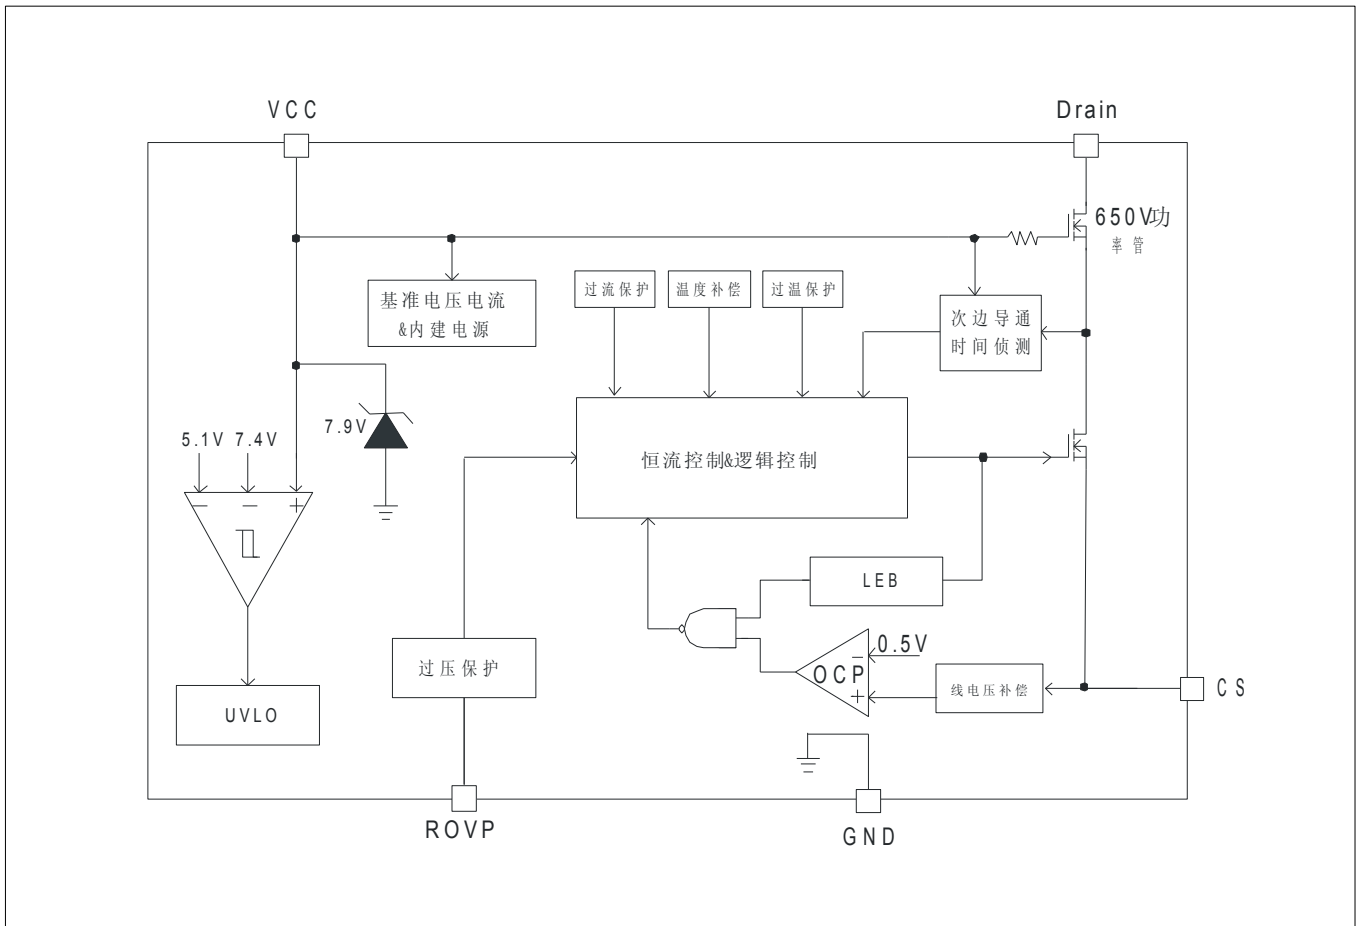 VCC
Drain
650V功
率管
过流保护
温度补偿
过温保护
基准电压电流
&内建电源
次边导通
时间侦测
7.9V
5.1V 7.4V
恒流控制&逻辑控制
LEB
0.5V
OCP
过压保护
线电压补偿
CS
UVLO
ROVP
GND